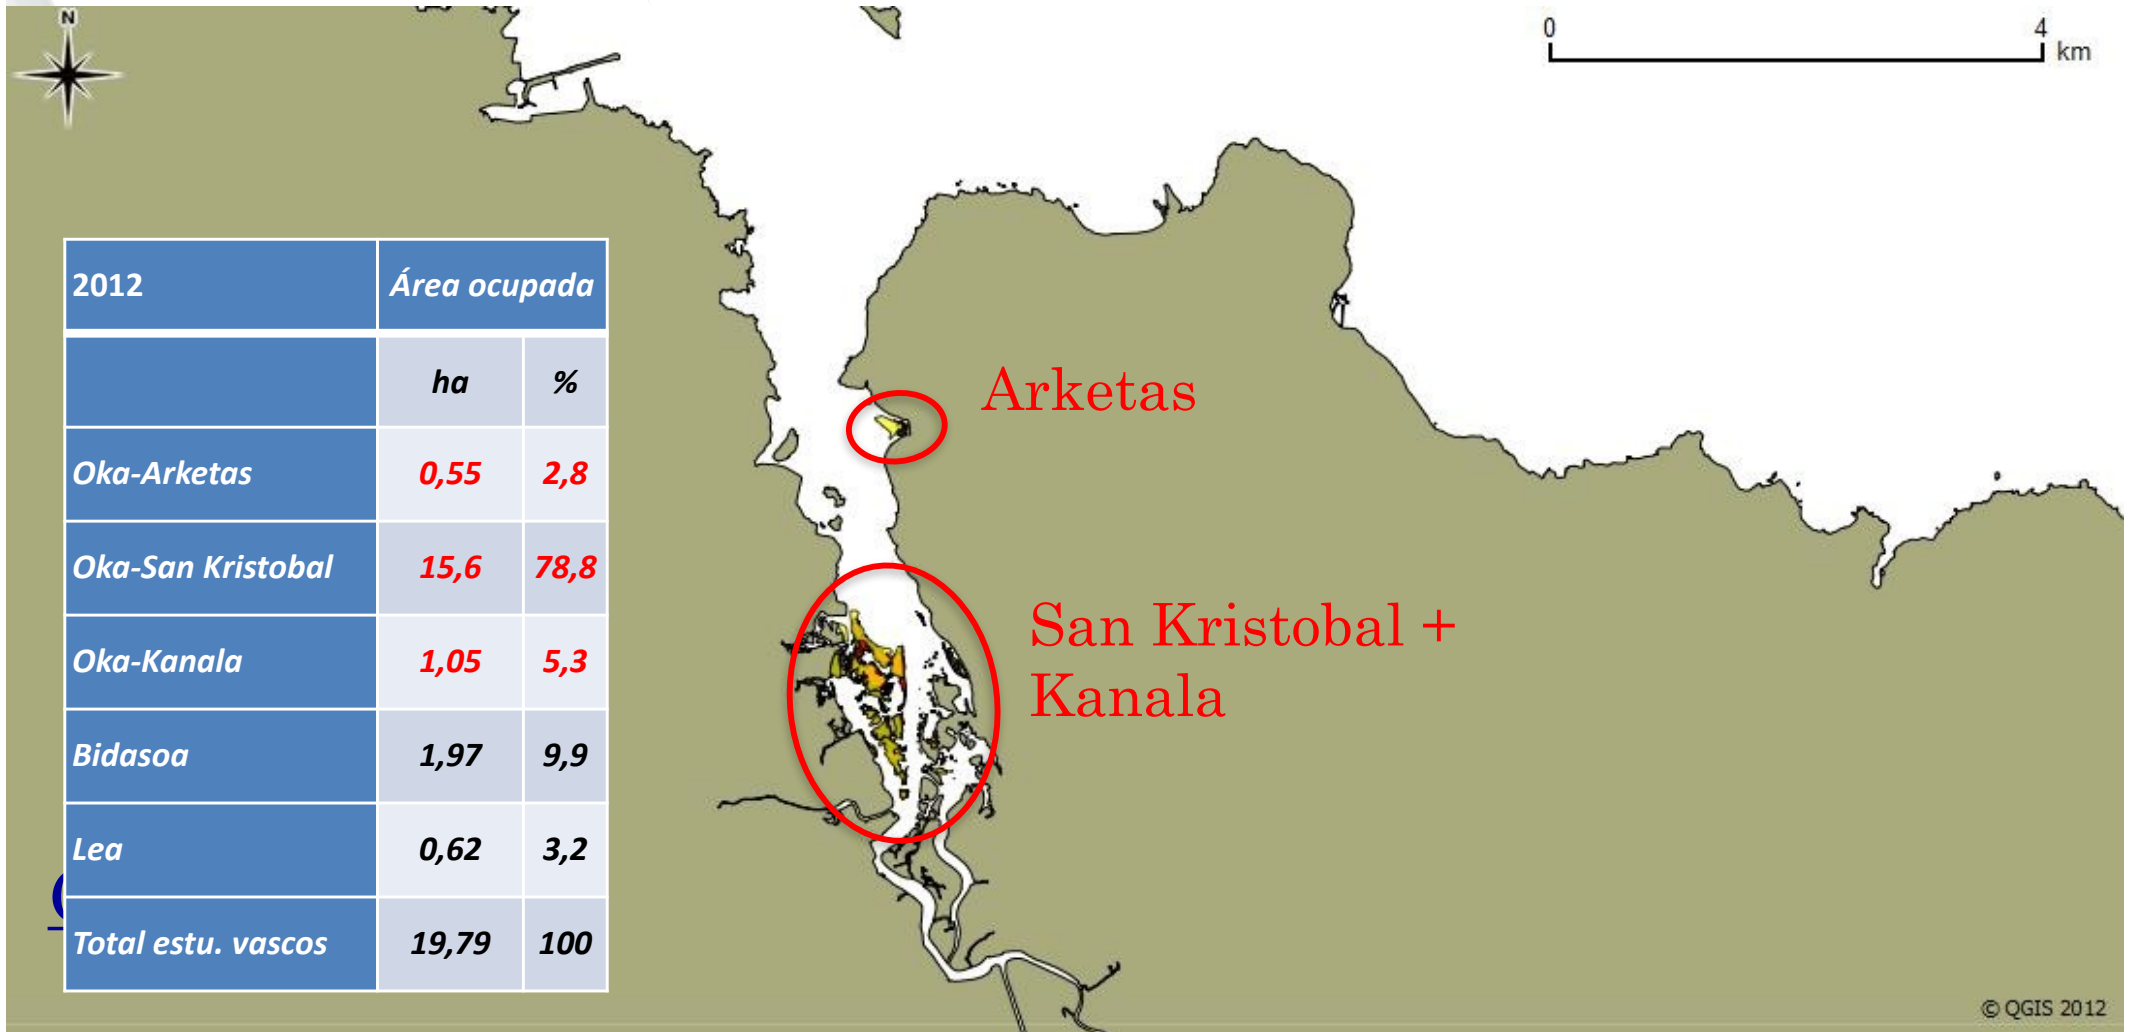 N
0 4
km
2012 Área ocupada
ha %
Oka-Arketas 0,55 2,8
Oka-San Kristobal 15,6 78,8
Oka-Kanala 1,05 5,3
Bidasoa 1,97 9,9
Lea 0,62 3,2
Total estu. vascos 19,79 100
Arketas
San Kristobal +
Kanala
© QGIS 2012